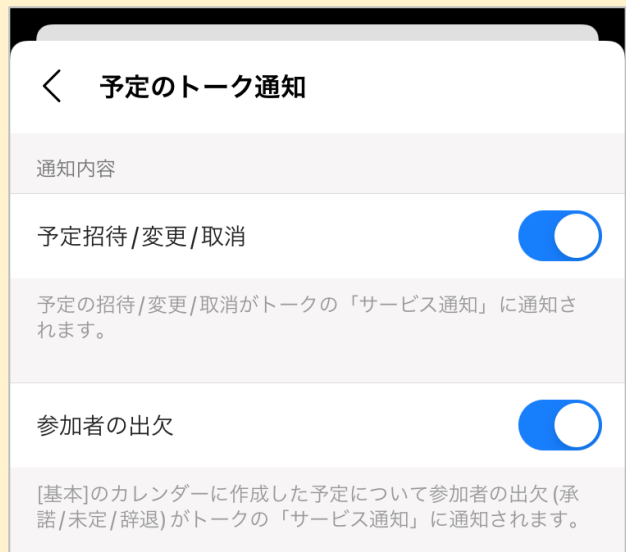 予定のトーク通知
通知内容
予定招待/変更/取消
予定の招待/変更/取消がトークの「サービス通知」に通知さ
れます。
参加者の出欠
[基本]のカレンダーに作成した予定について参加者の出欠(承
諾/未定/辞退)がトークの「サービス通知」に通知されます。